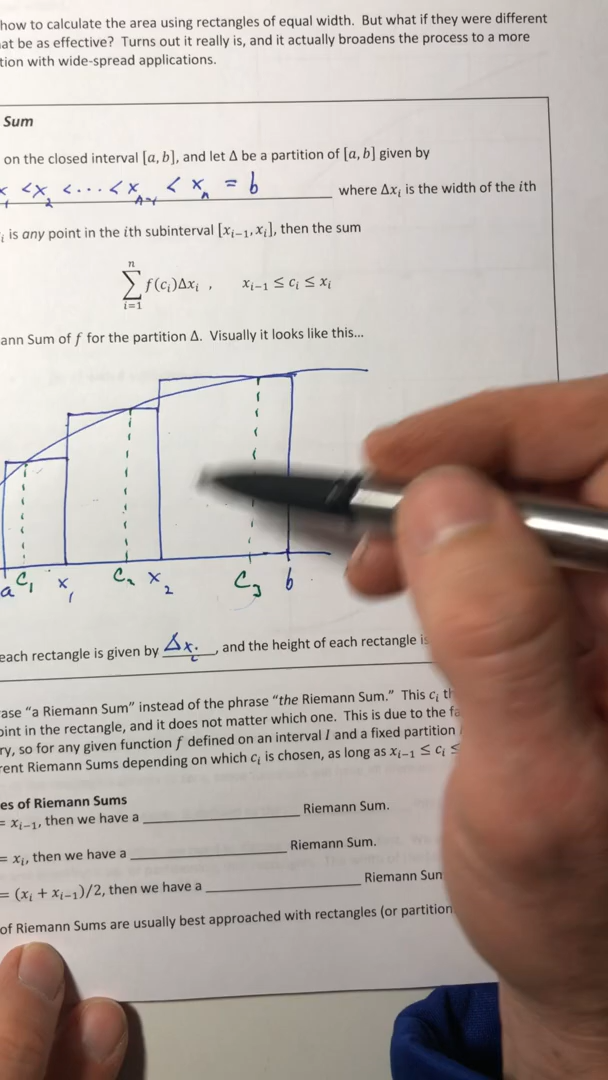 how to calculate the area using rectangles of equal width. But what if they were different
at be as effective? Turns out it really is, and it actually broadens the process to a more
tion with wide-spread applications.
Sum
on the closed interval [a, b], and let Δ be a partition of [a, b] given by
x₁ < x₂ < ··· < xₙ₋₁ < xₙ = b where Δxᵢ is the width of the ith
ᵢ is any point in the ith subinterval [xᵢ₋₁, xᵢ], then the sum
n
∑ f(cᵢ)Δxᵢ , xᵢ₋₁ ≤ cᵢ ≤ xᵢ
i=1
ann Sum of f for the partition Δ. Visually it looks like this...
a C₁ x₁ C₂ x₂ C₃ b
each rectangle is given by Δxᵢ, and the height of each rectangle is
ase "a Riemann Sum" instead of the phrase "the Riemann Sum." This cᵢ th
oint in the rectangle, and it does not matter which one. This is due to the fa
ry, so for any given function f defined on an interval I and a fixed partition
rent Riemann Sums depending on which cᵢ is chosen, as long as xᵢ₋₁ ≤ cᵢ ≤
es of Riemann Sums
= xᵢ₋₁, then we have a ____ Riemann Sum.
= xᵢ, then we have a ____ Riemann Sum.
= (xᵢ + xᵢ₋₁)/2, then we have a ____ Riemann Sum
of Riemann Sums are usually best approached with rectangles (or partition